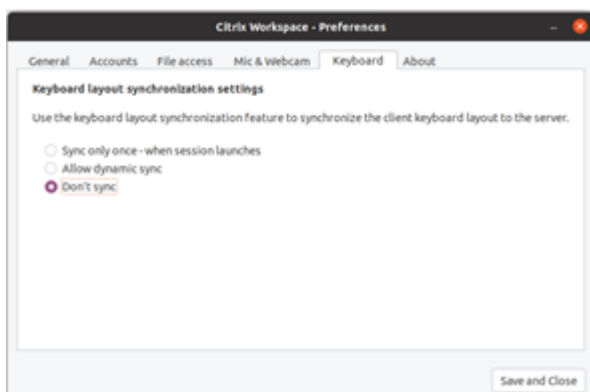 Citrix Workspace - Preferences
General Accounts File access Mic & Webcam Keyboard About
Keyboard layout synchronization settings
Use the keyboard layout synchronization feature to synchronize the client keyboard layout to the server.
Sync only once - when session launches
Allow dynamic sync
Don't sync
Save and Close